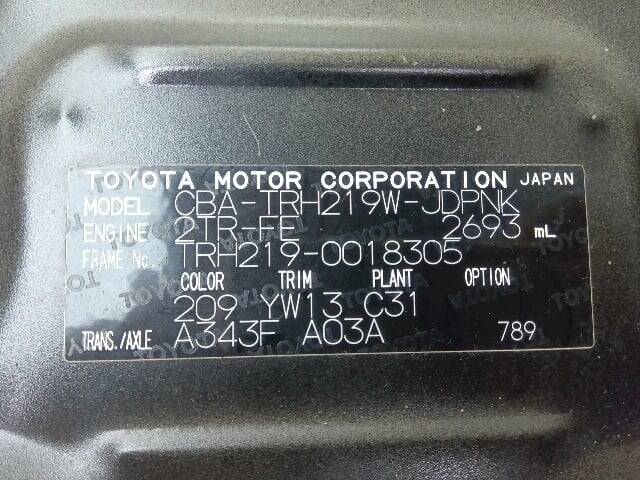 TOYOTA MOTOR CORPORATION JAPAN
MODEL CBA-TRH219W-JDPNK
ENGINE 2TR-FE 2693 mL
FRAME No. TRH219-0018305
COLOR TRIM PLANT OPTION
209 YW13 C31
TRANS./AXLE A343F A03A 789